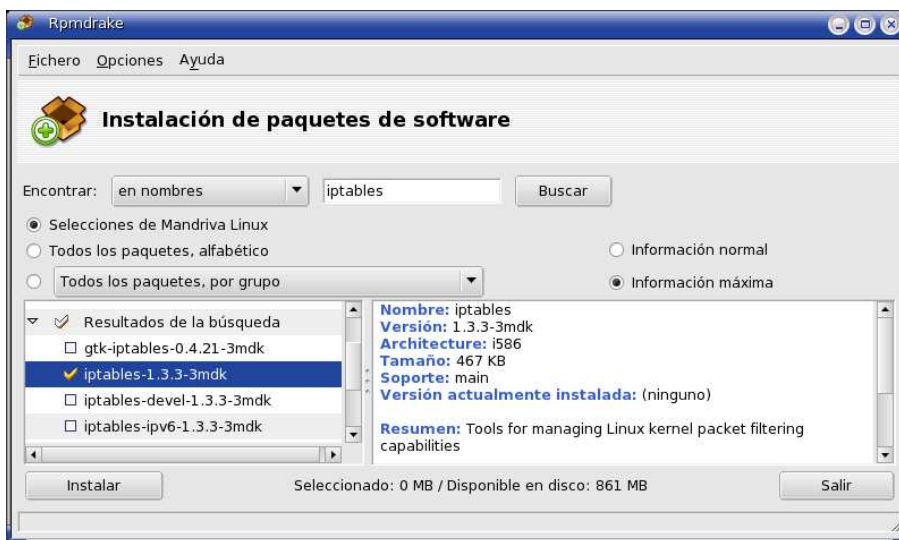 Rpmdrake
Fichero Opciones Ayuda
Instalación de paquetes de software
Encontrar: en nombres iptables Buscar
Selecciones de Mandriva Linux
Todos los paquetes, alfabético
Todos los paquetes, por grupo
Información normal
Información máxima
Resultados de la búsqueda
gtk-iptables-0.4.21-3mdk
iptables-1.3.3-3mdk
iptables-devel-1.3.3-3mdk
iptables-ipv6-1.3.3-3mdk
Nombre: iptables
Versión: 1.3.3-3mdk
Architecture: i586
Tamaño: 467 KB
Soporte: main
Versión actualmente instalada: (ninguno)
Resumen: Tools for managing Linux kernel packet filtering
capabilities
Instalar Seleccionado: 0 MB / Disponible en disco: 861 MB Salir